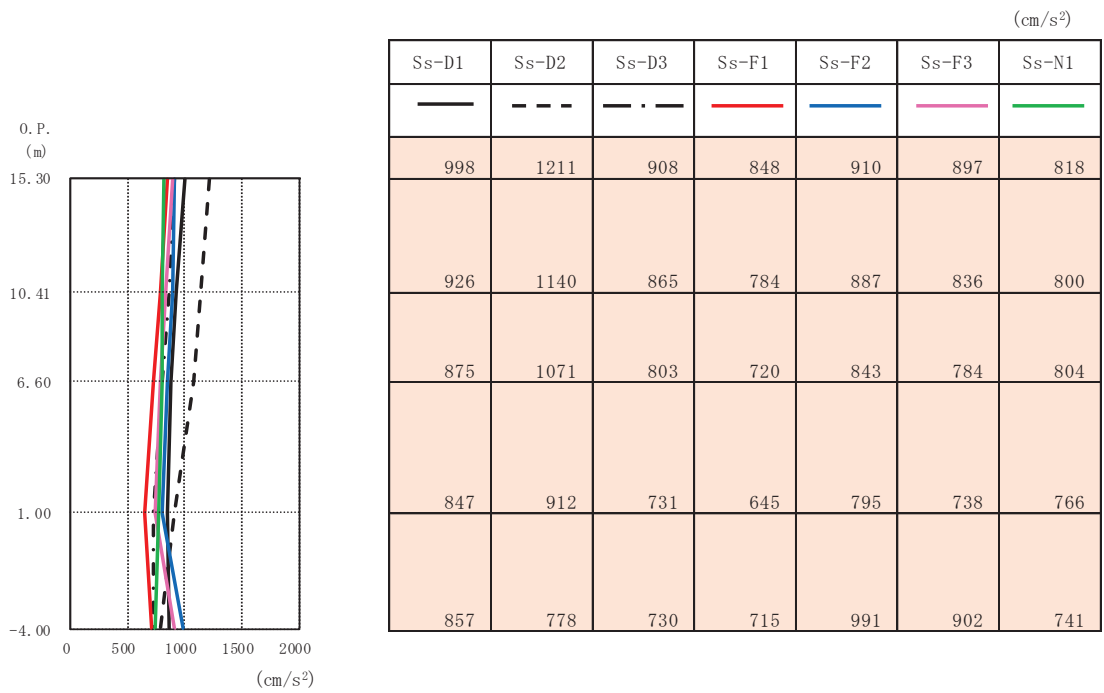 (cm/s²)
Ss-D1 Ss-D2 Ss-D3 Ss-F1 Ss-F2 Ss-F3 Ss-N1
O.P.
(m)
998 1211 908 848 910 897 818
15.30
926 1140 865 784 887 836 800
10.41
875 1071 803 720 843 784 804
6.60
847 912 731 645 795 738 766
1.00
857 778 730 715 991 902 741
-4.00
0 500 1000 1500 2000
(cm/s²)